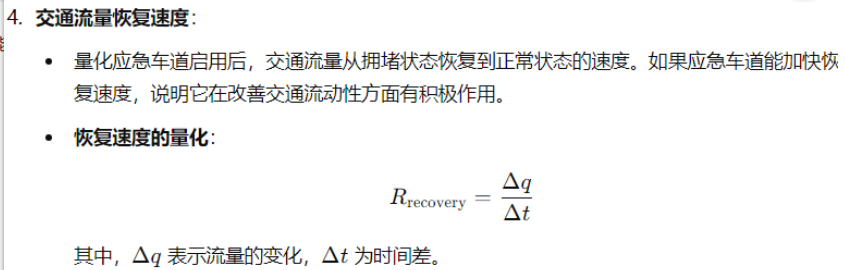 4. 交通流量恢复速度：
• 量化应急车道启用后，交通流量从拥堵状态恢复到正常状态的速度。如果应急车道能加快恢
复速度，说明它在改善交通流动性方面有积极作用。
• 恢复速度的量化：
R_recovery = Δq / Δt
其中，Δq 表示流量的变化，Δt 为时间差。